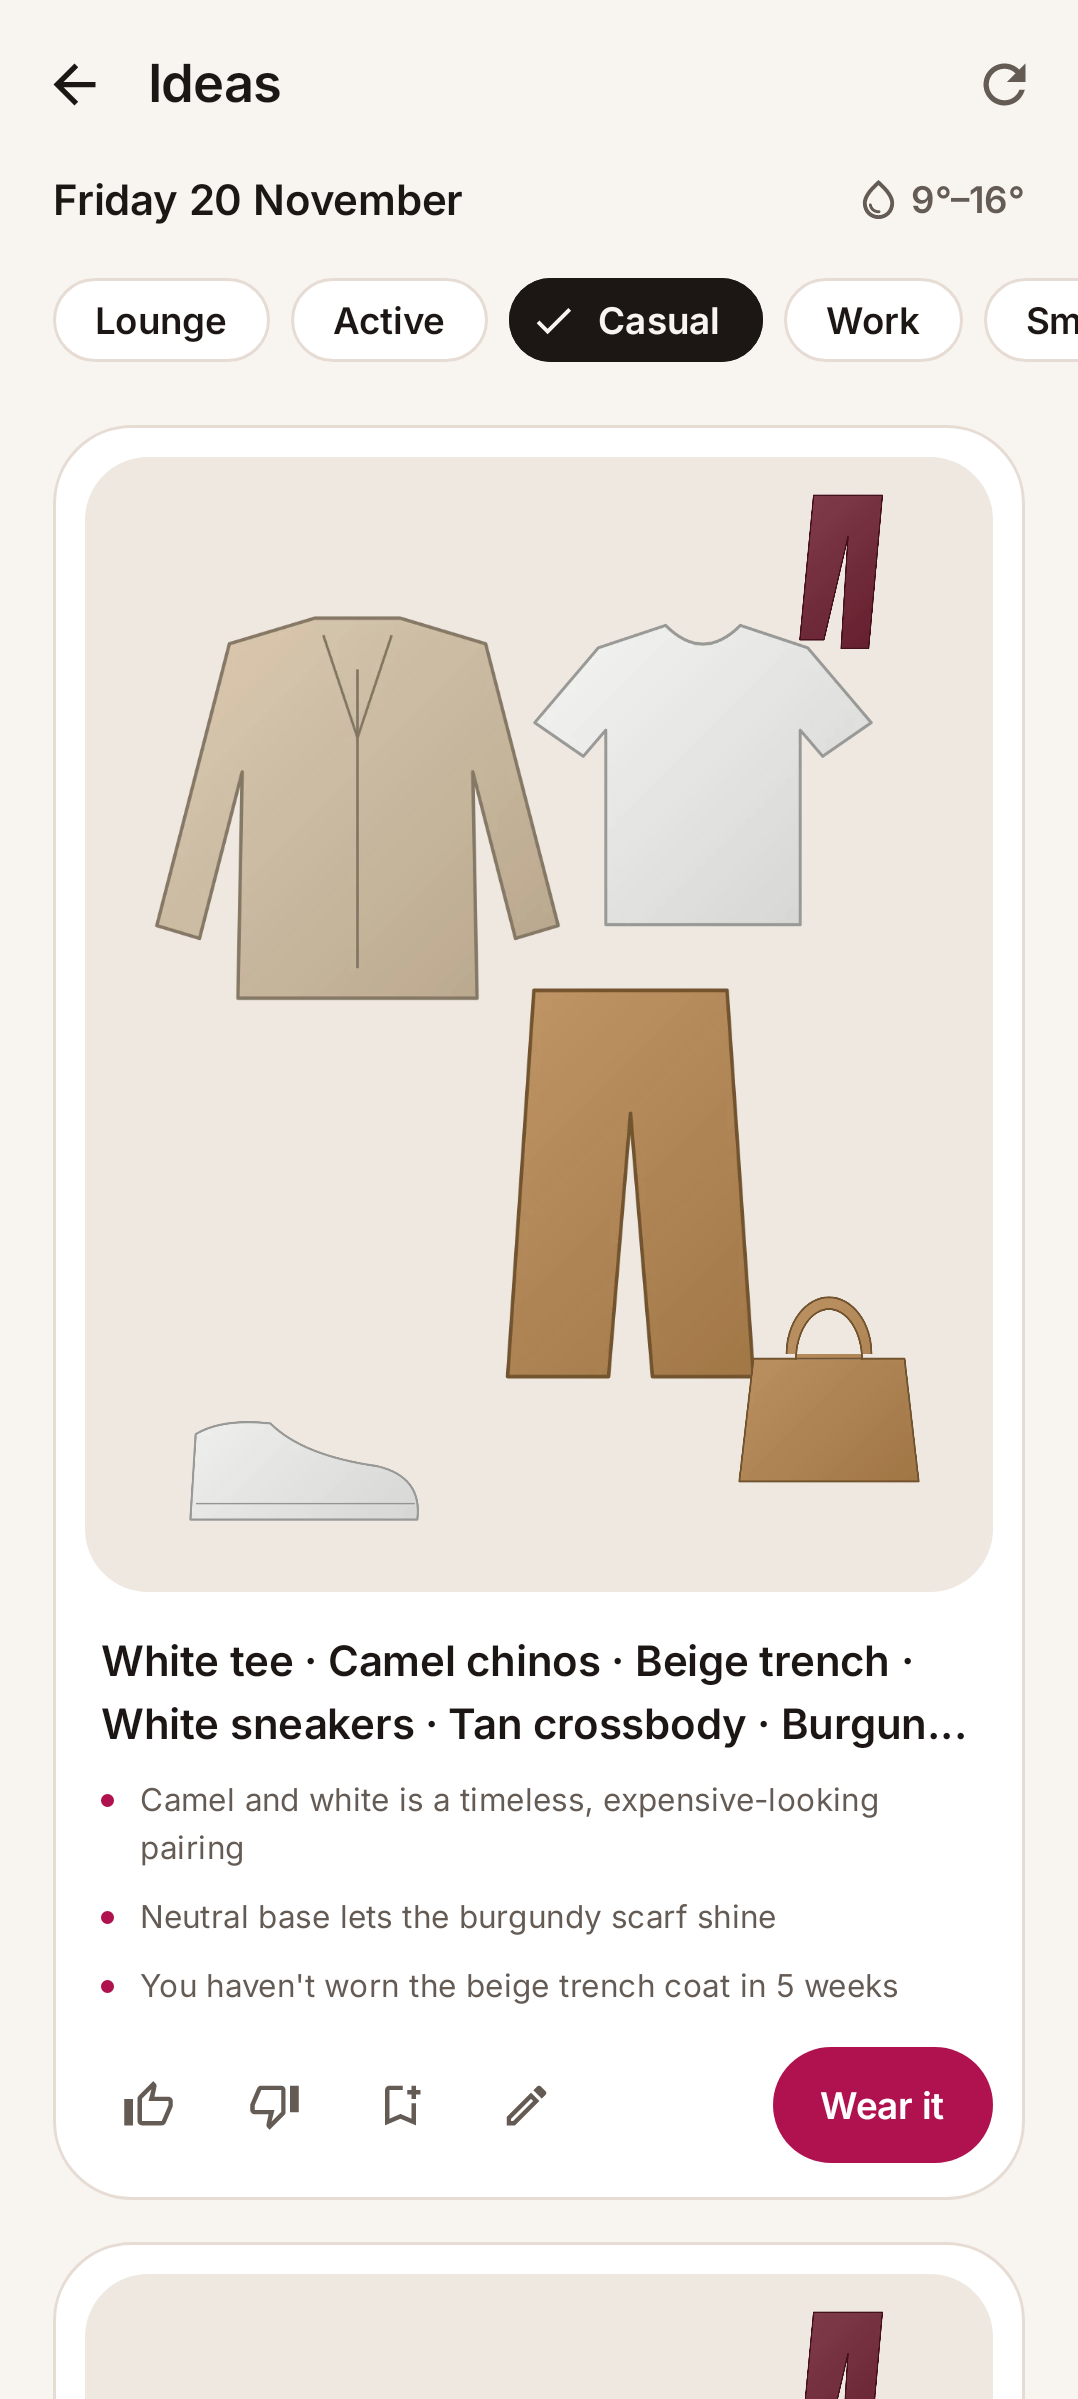 Ideas
Friday 20 November
9°–16°
Lounge
Active
Casual
Work
Sm
White tee · Camel chinos · Beige trench ·
White sneakers · Tan crossbody · Burgun...
Camel and white is a timeless, expensive-looking
pairing
Neutral base lets the burgundy scarf shine
You haven't worn the beige trench coat in 5 weeks
Wear it